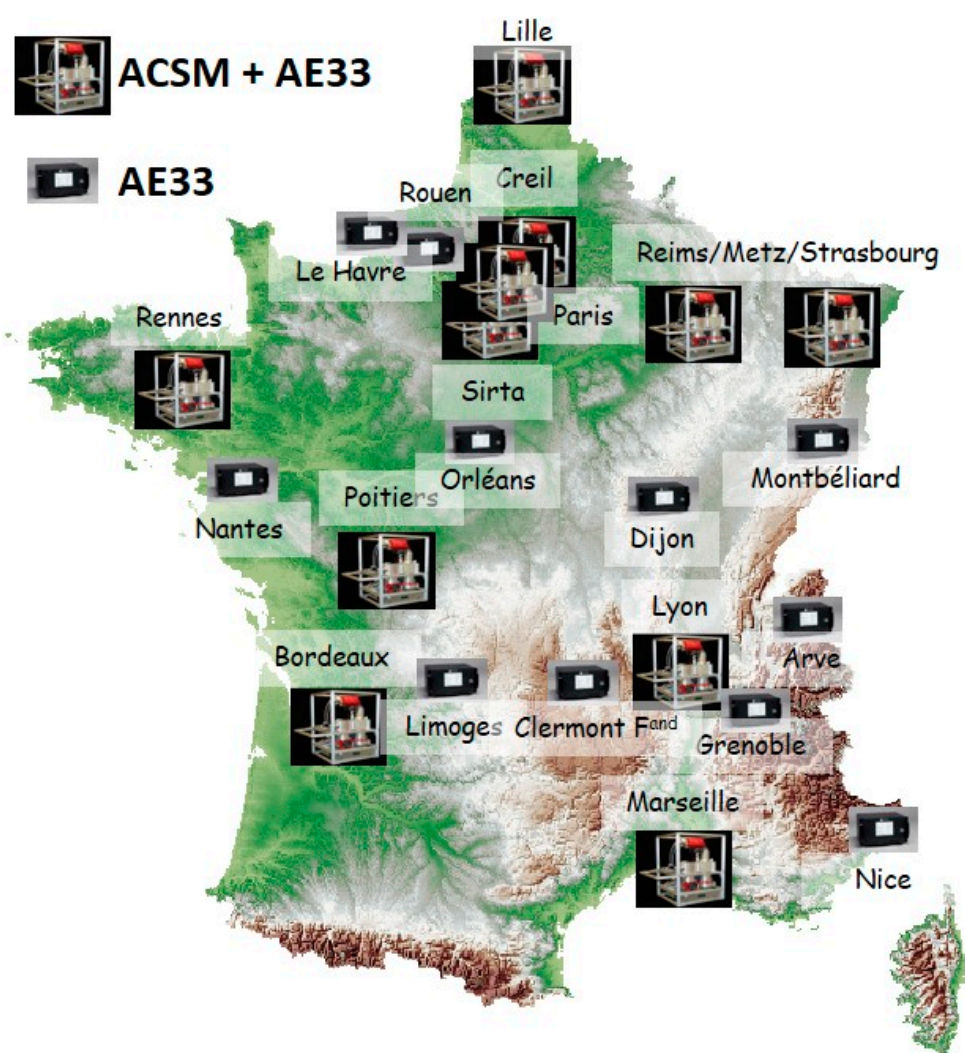 Lille
ACSM + AE33
AE33
Creil
Rouen
Reims/Metz/Strasbourg
Le Havre
Rennes
Paris
Sirta
Montbéliard
Orléans
Poitiers
Nantes
Dijon
Lyon
Bordeaux
Arve
Limoges
Clermont Fand
Grenoble
Marseille
Nice